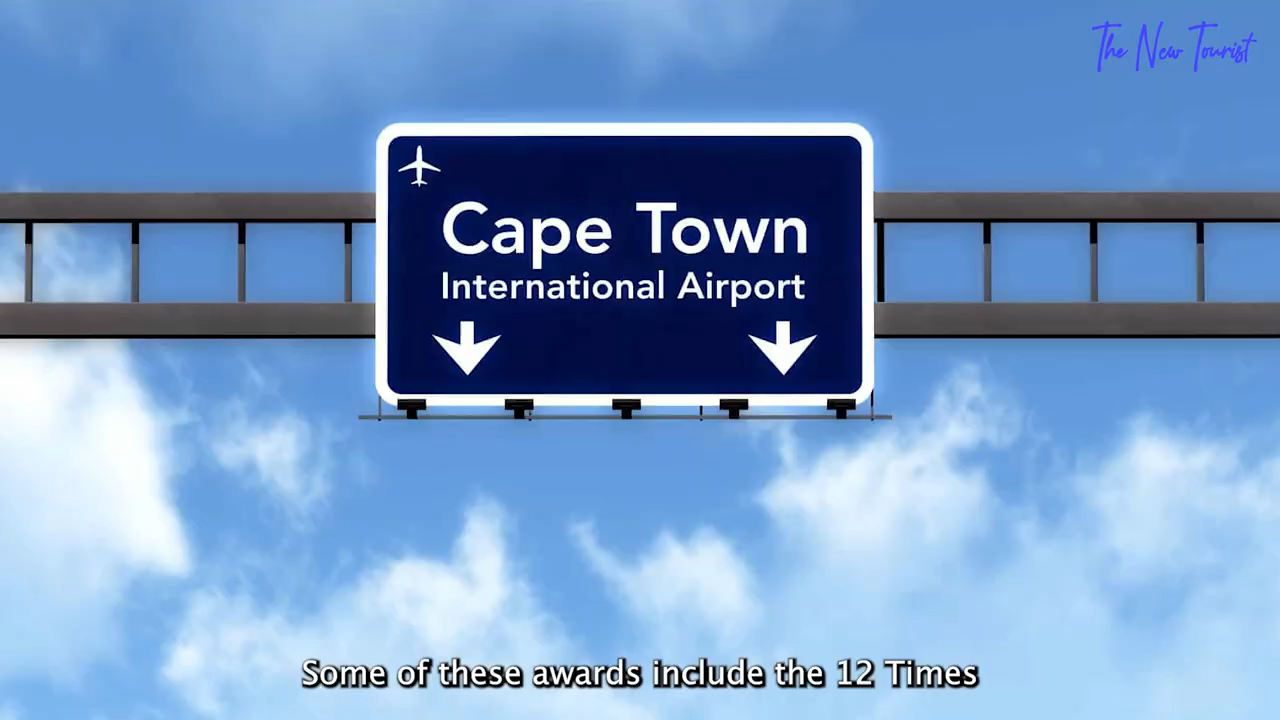 The New Tourist
Cape Town
International Airport
Some of these awards include the 12 Times